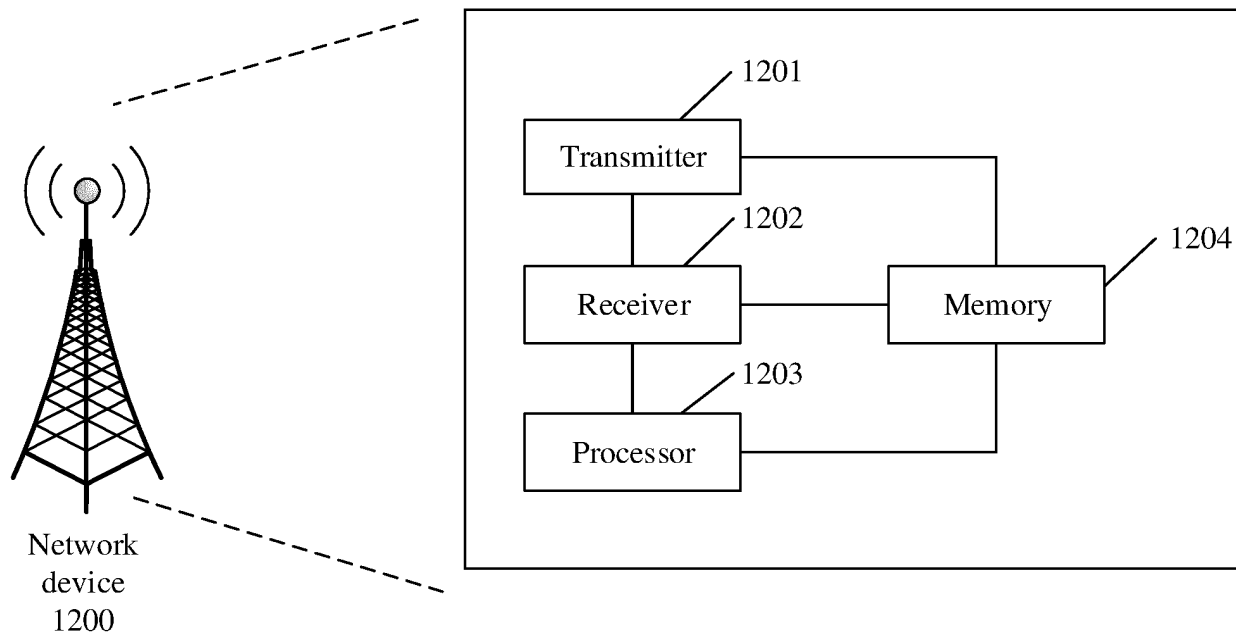 1201
Transmitter
1202
Receiver
1204
Memory
1203
Processor
Network
device
1200